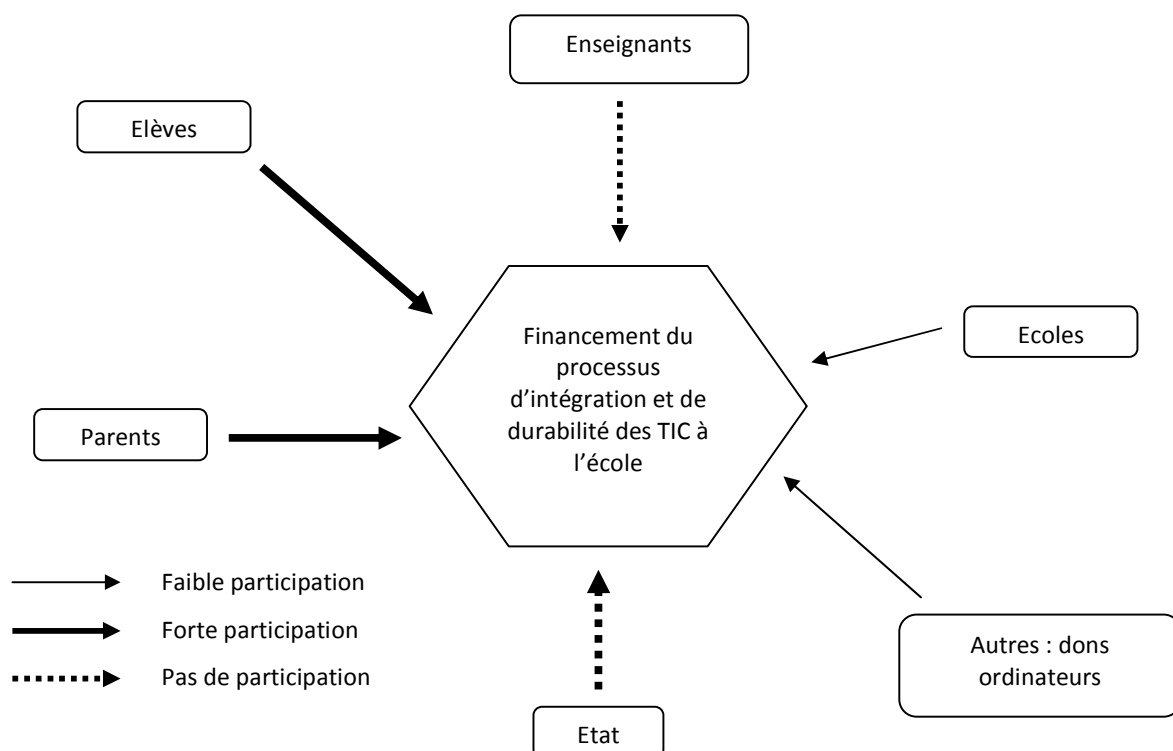 Enseignants
Elèves
Financement du
processus
d’intégration et de
durabilité des TIC à
l’école
Ecoles
Parents
Faible participation
Forte participation
Pas de participation
Autres : dons
ordinateurs
Etat